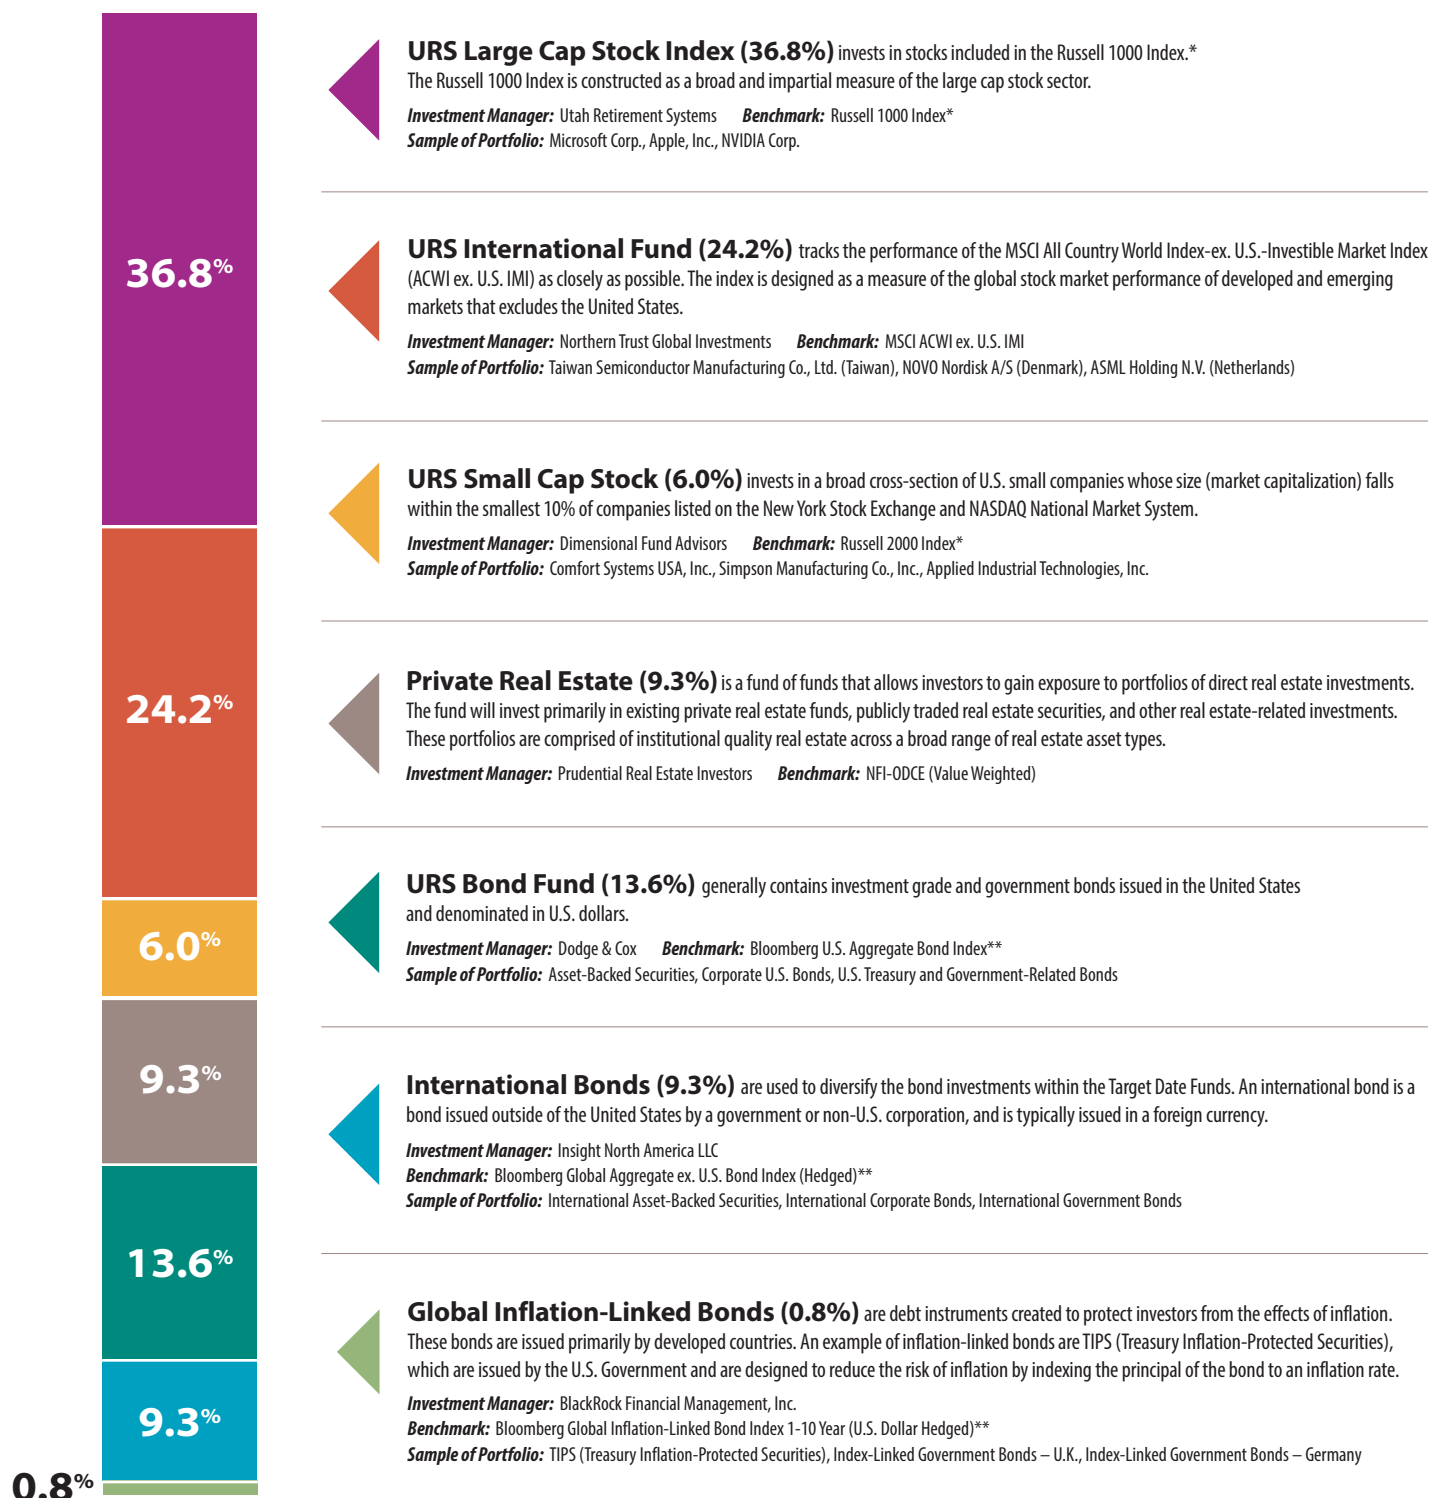 URS Large Cap Stock Index (36.8%) invests in stocks included in the Russell 1000 Index.*
The Russell 1000 Index is constructed as a broad and impartial measure of the large cap stock sector.
Investment Manager: Utah Retirement Systems Benchmark: Russell 1000 Index*
Sample of Portfolio: Microsoft Corp., Apple, Inc., NVIDIA Corp.
36.8%
URS International Fund (24.2%) tracks the performance of the MSCI All Country World Index-ex. U.S.-Investible Market Index
(ACWI ex. U.S. IMI) as closely as possible. The index is designed as a measure of the global stock market performance of developed and emerging
markets that excludes the United States.
Investment Manager: Northern Trust Global Investments Benchmark: MSCI ACWI ex. U.S. IMI
Sample of Portfolio: Taiwan Semiconductor Manufacturing Co., Ltd. (Taiwan), NOVO Nordisk A/S (Denmark), ASML Holding N.V. (Netherlands)
URS Small Cap Stock (6.0%) invests in a broad cross-section of U.S. small companies whose size (market capitalization) falls
within the smallest 10% of companies listed on the New York Stock Exchange and NASDAQ National Market System.
Investment Manager: Dimensional Fund Advisors Benchmark: Russell 2000 Index*
Sample of Portfolio: Comfort Systems USA, Inc., Simpson Manufacturing Co., Inc., Applied Industrial Technologies, Inc.
24.2%
Private Real Estate (9.3%) is a fund of funds that allows investors to gain exposure to portfolios of direct real estate investments.
The fund will invest primarily in existing private real estate funds, publicly traded real estate securities, and other real estate-related investments.
These portfolios are comprised of institutional quality real estate across a broad range of real estate asset types.
Investment Manager: Prudential Real Estate Investors Benchmark: NFI-ODCE (Value Weighted)
URS Bond Fund (13.6%) generally contains investment grade and government bonds issued in the United States
and denominated in U.S. dollars.
Investment Manager: Dodge & Cox Benchmark: Bloomberg U.S. Aggregate Bond Index**
Sample of Portfolio: Asset-Backed Securities, Corporate U.S. Bonds, U.S. Treasury and Government-Related Bonds
6.0%
9.3%
International Bonds (9.3%) are used to diversify the bond investments within the Target Date Funds. An international bond is a
bond issued outside of the United States by a government or non-U.S. corporation, and is typically issued in a foreign currency.
Investment Manager: Insight North America LLC
Benchmark: Bloomberg Global Aggregate ex. U.S. Bond Index (Hedged)**
Sample of Portfolio: International Asset-Backed Securities, International Corporate Bonds, International Government Bonds
13.6%
Global Inflation-Linked Bonds (0.8%) are debt instruments created to protect investors from the effects of inflation.
These bonds are issued primarily by developed countries. An example of inflation-linked bonds are TIPS (Treasury Inflation-Protected Securities),
which are issued by the U.S. Government and are designed to reduce the risk of inflation by indexing the principal of the bond to an inflation rate.
Investment Manager: BlackRock Financial Management, Inc.
Benchmark: Bloomberg Global Inflation-Linked Bond Index 1-10 Year (U.S. Dollar Hedged)**
Sample of Portfolio: TIPS (Treasury Inflation-Protected Securities), Index-Linked Government Bonds – U.K., Index-Linked Government Bonds – Germany
9.3%
0.8%